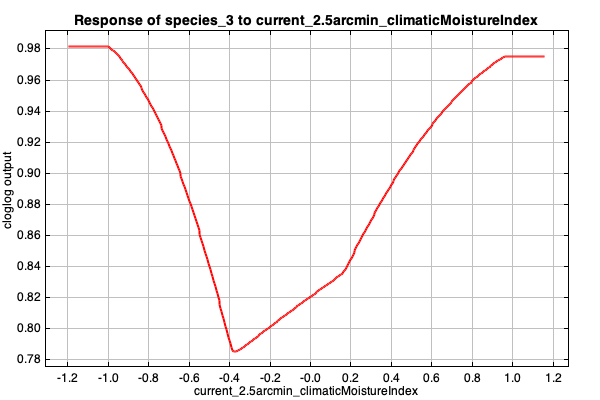 Response of species_3 to current_2.5arcmin_climaticMoistureIndex
cloglog output
0.98
0.96
0.94
0.92
0.90
0.88
0.86
0.84
0.82
0.80
0.78
-1.2 -1.0 -0.8 -0.6 -0.4 -0.2 -0.0 0.2 0.4 0.6 0.8 1.0 1.2
current_2.5arcmin_climaticMoistureIndex